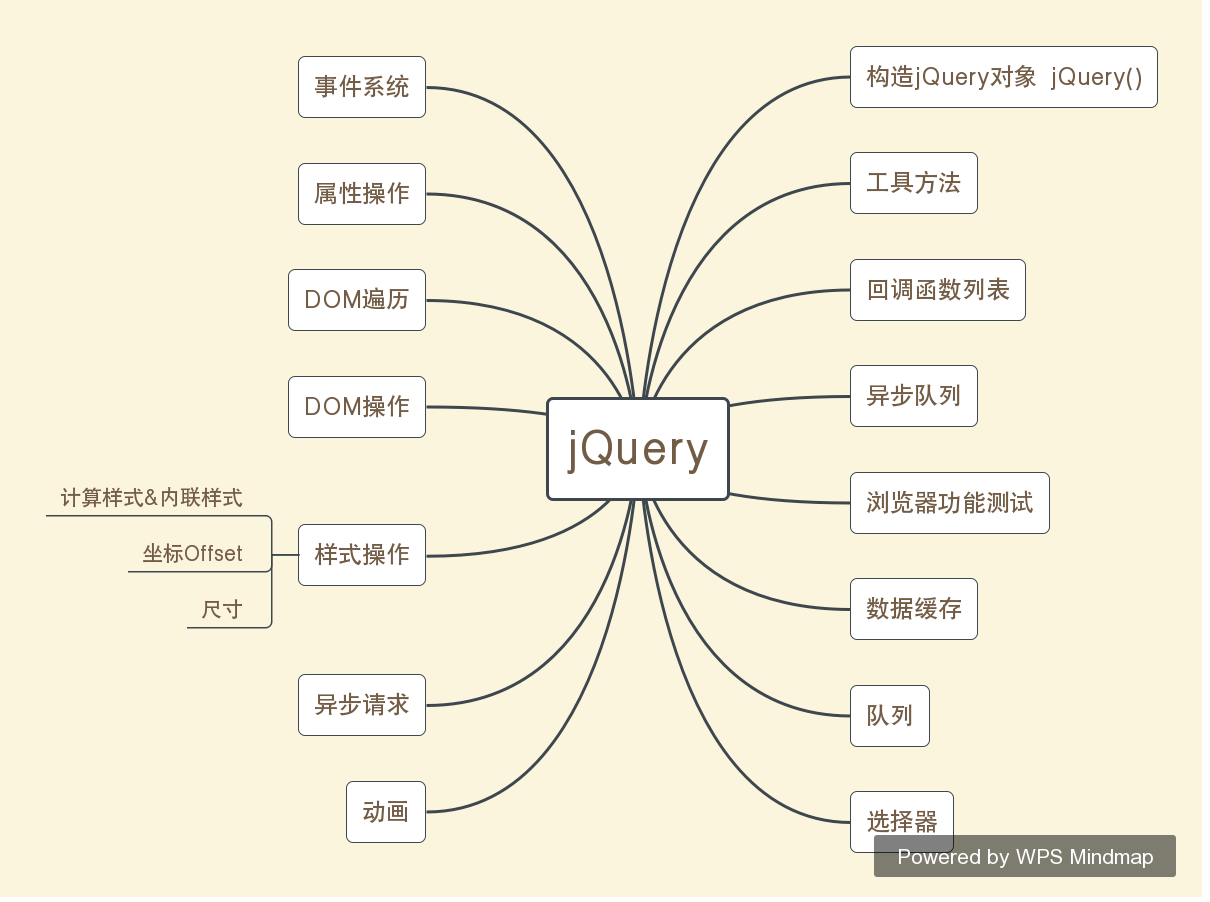 事件系统
属性操作
DOM遍历
DOM操作
样式操作
计算样式&内联样式
坐标Offset
尺寸
异步请求
动画
jQuery
构造jQuery对象 jQuery()
工具方法
回调函数列表
异步队列
浏览器功能测试
数据缓存
队列
选择器
Powered by WPS Mindmap